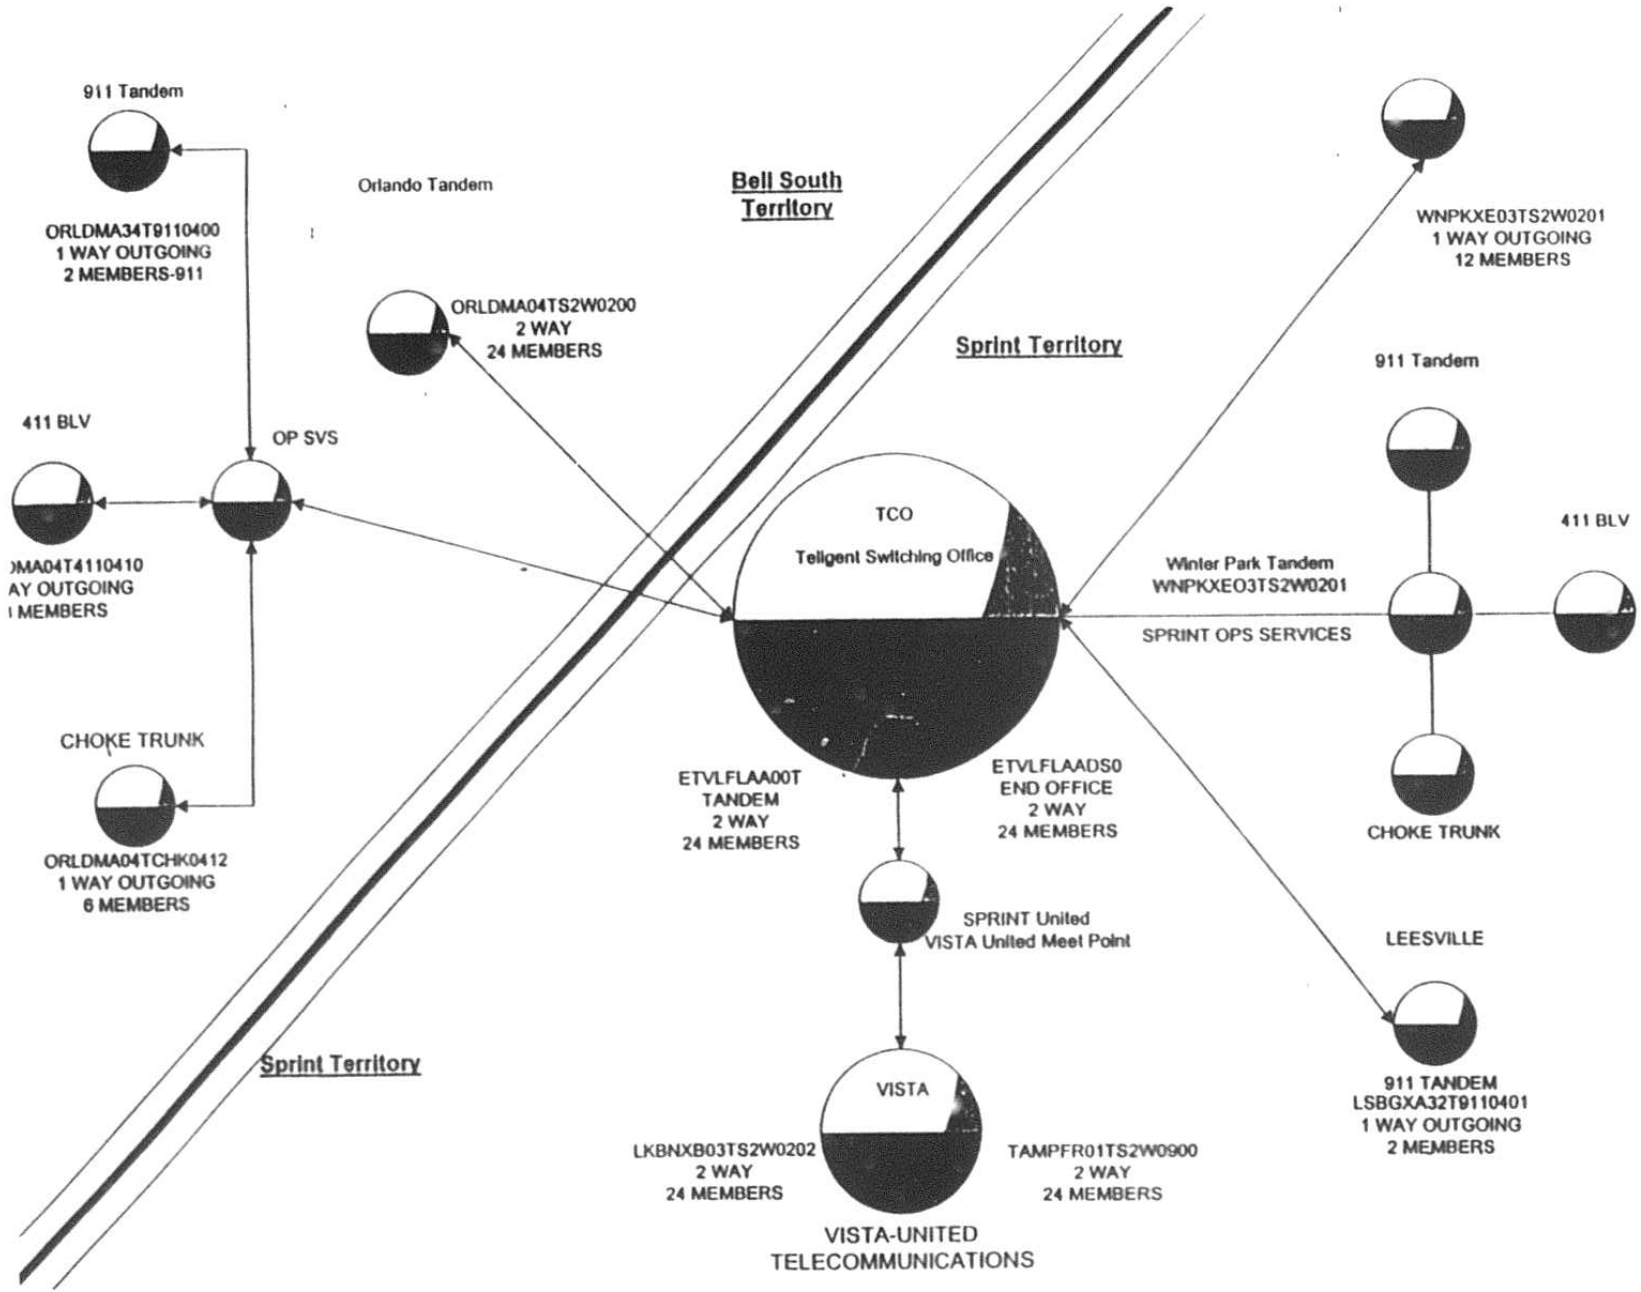 911 Tandem
ORLDMA34T9110400
1 WAY OUTGOING
2 MEMBERS-911
Orlando Tandem
ORLDMA04TS2W0200
2 WAY
24 MEMBERS
Bell South
Territory
WNPKXE03TS2W0201
1 WAY OUTGOING
12 MEMBERS
Sprint Territory
911 Tandem
411 BLV
OP SVS
MA04T4110410
AY OUTGOING
MEMBERS
TCO
Teligent Switching Office
Winter Park Tandem
WNPKXEO3TS2W0201
SPRINT OPS SERVICES
411 BLV
CHOKE TRUNK
ORLDMA04TCHK0412
1 WAY OUTGOING
6 MEMBERS
ETVLFLAA00T
TANDEM
2 WAY
24 MEMBERS
ETVLFLAADS0
END OFFICE
2 WAY
24 MEMBERS
CHOKE TRUNK
SPRINT United
VISTA United Meet Point
LEESVILLE
911 TANDEM
LSBGXA32T9110401
1 WAY OUTGOING
2 MEMBERS
Sprint Territory
VISTA
LKBNXB03TS2W0202
2 WAY
24 MEMBERS
TAMPFR01TS2W0900
2 WAY
24 MEMBERS
VISTA-UNITED
TELECOMMUNICATIONS